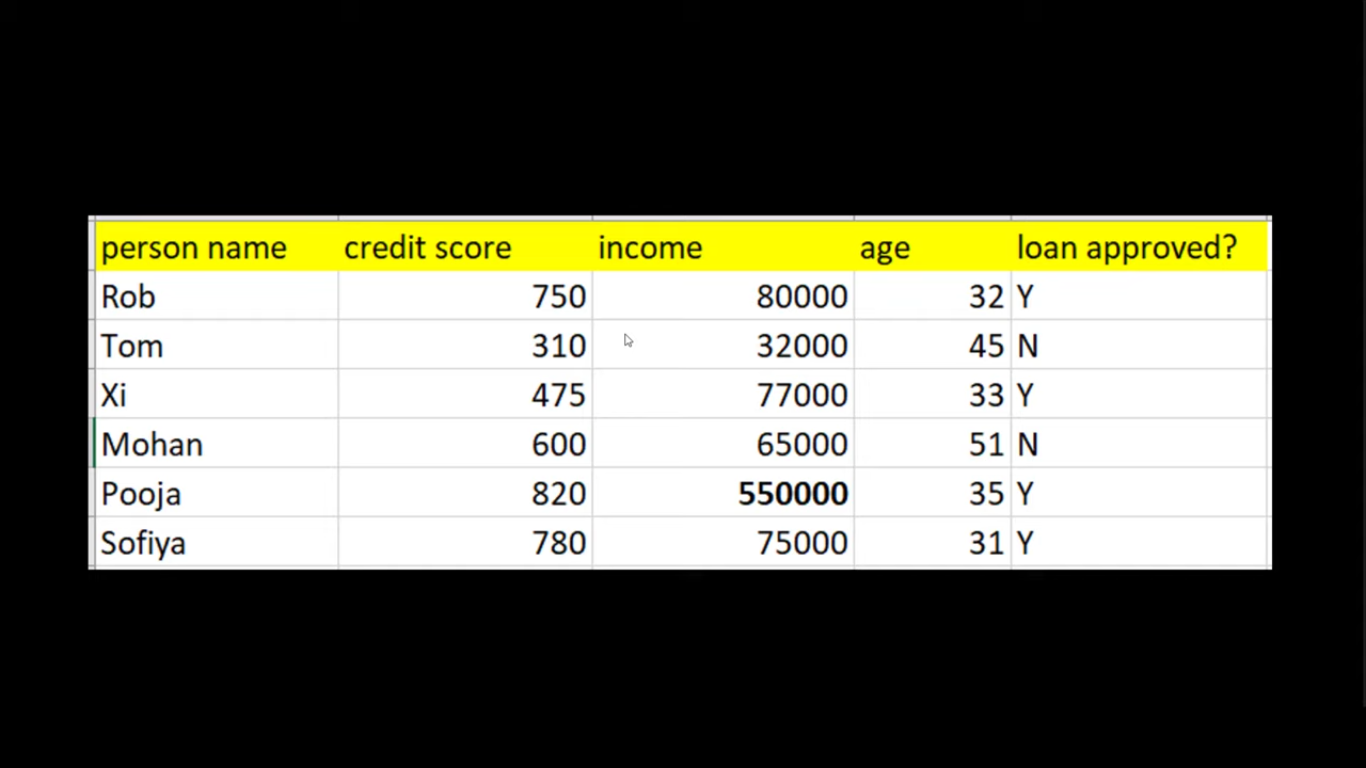 person name credit score income age loan approved?
Rob 750 80000 32 Y
Tom 310 32000 45 N
Xi 475 77000 33 Y
Mohan 600 65000 51 N
Pooja 820 550000 35 Y
Sofiya 780 75000 31 Y